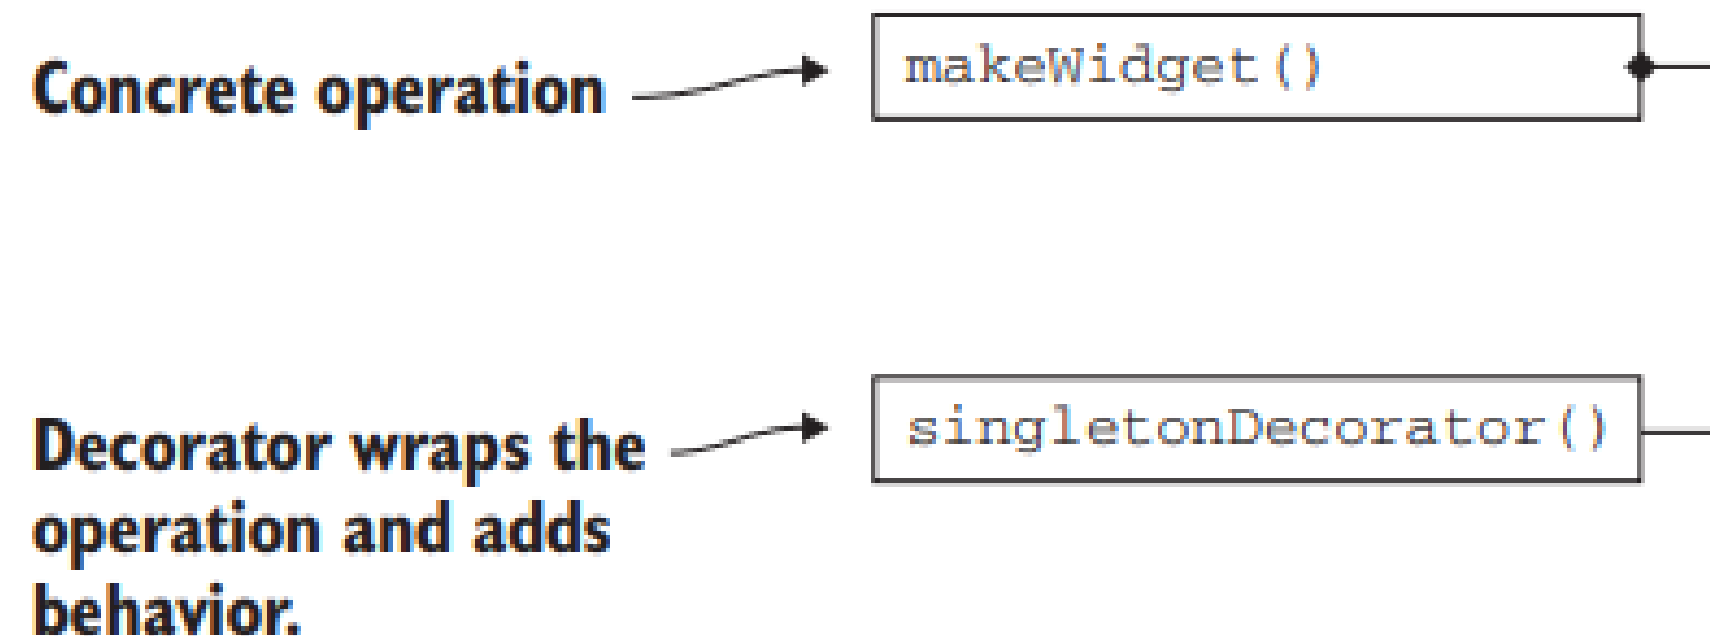 Concrete operation
makeWidget()
Decorator wraps the
operation and adds
behavior.
singletonDecorator()